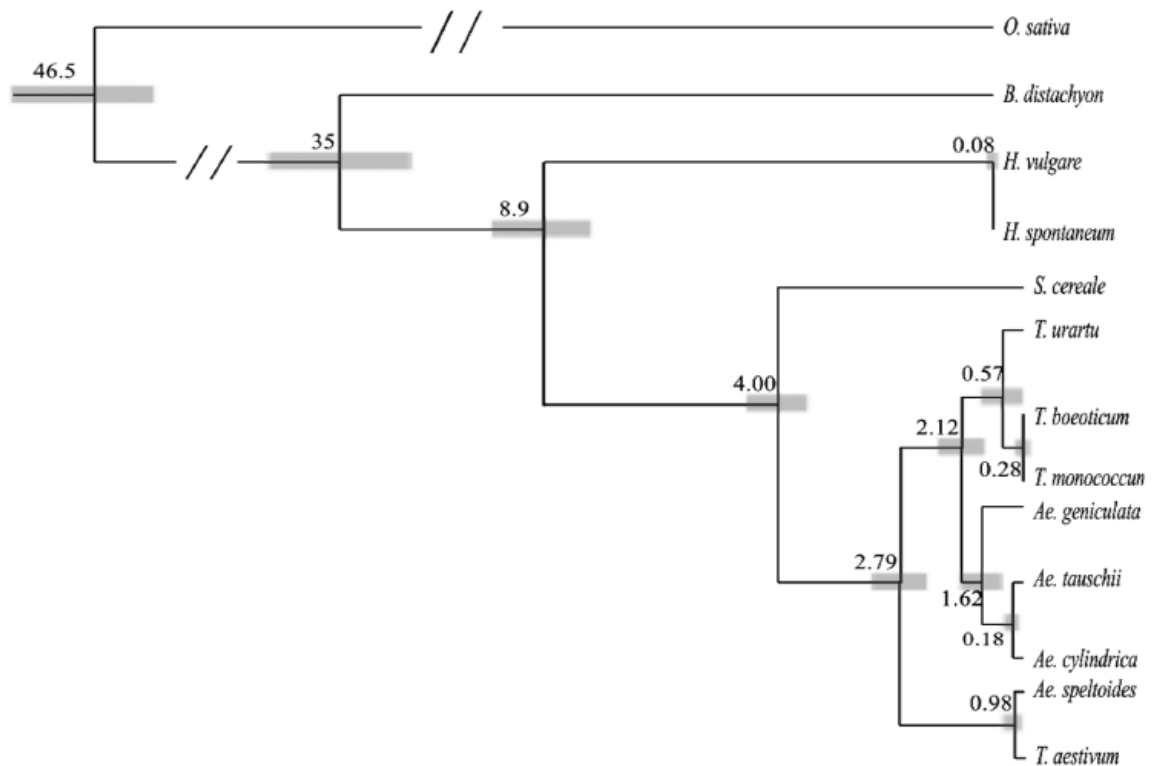 O. sativa
46.5
B. distachyon
35
0.08
H. vulgare
8.9
H. spontaneum
S. cereale
T. urartu
0.57
4.00
T. boeoticum
2.12
0.28
T. monococcum
Ae. geniculata
2.79
Ae. tauschii
1.62
0.18
Ae. cylindrica
Ae. speltoides
0.98
T. aestivum